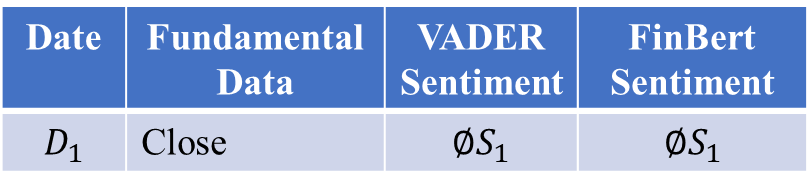 Date Fundamental Data VADER Sentiment FinBert Sentiment
D₁ Close ∅S₁ ∅S₁